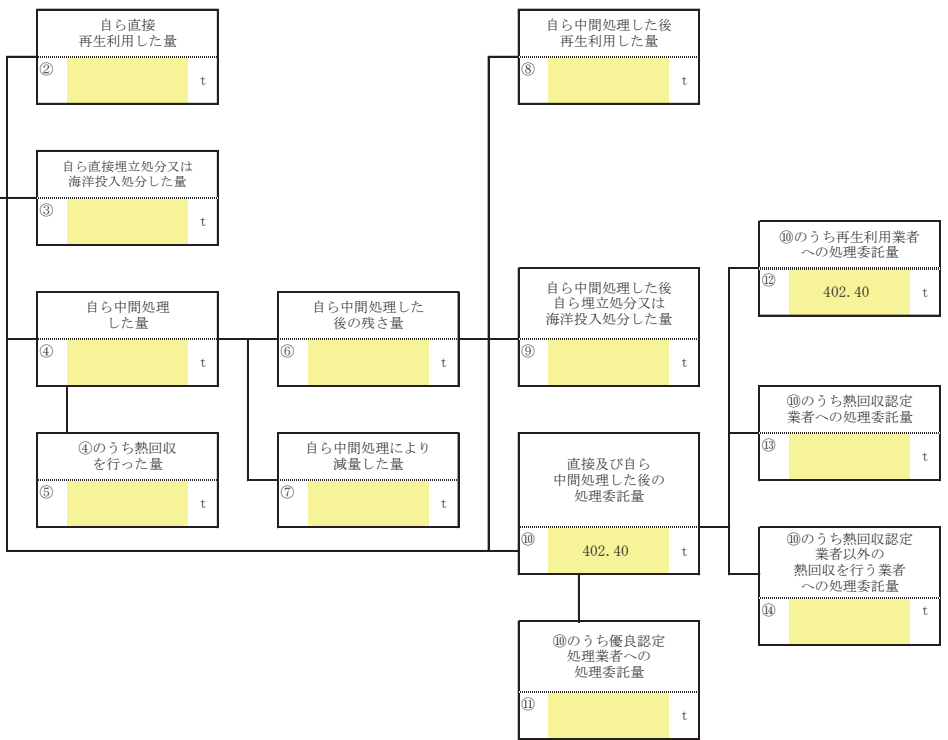 自ら直接
再生利用した量
②
t
自ら直接埋立処分又は
海洋投入処分した量
③
t
自ら中間処理
した量
④
t
④のうち熱回収
を行った量
⑤
t
自ら中間処理した
後の残さ量
⑥
t
自ら中間処理により
減量した量
⑦
t
自ら中間処理した後
再生利用した量
⑧
t
自ら中間処理した後
自ら埋立処分又は
海洋投入処分した量
⑨
t
直接及び自ら
中間処理した後の
処理委託量
⑩
402.40
t
⑩のうち優良認定
処理業者への
処理委託量
⑪
t
⑩のうち再生利用業者
への処理委託量
⑫
402.40
t
⑩のうち熱回収認定
業者への処理委託量
⑬
t
⑩のうち熱回収認定
業者以外の
熱回収を行う業者
への処理委託量
⑭
t